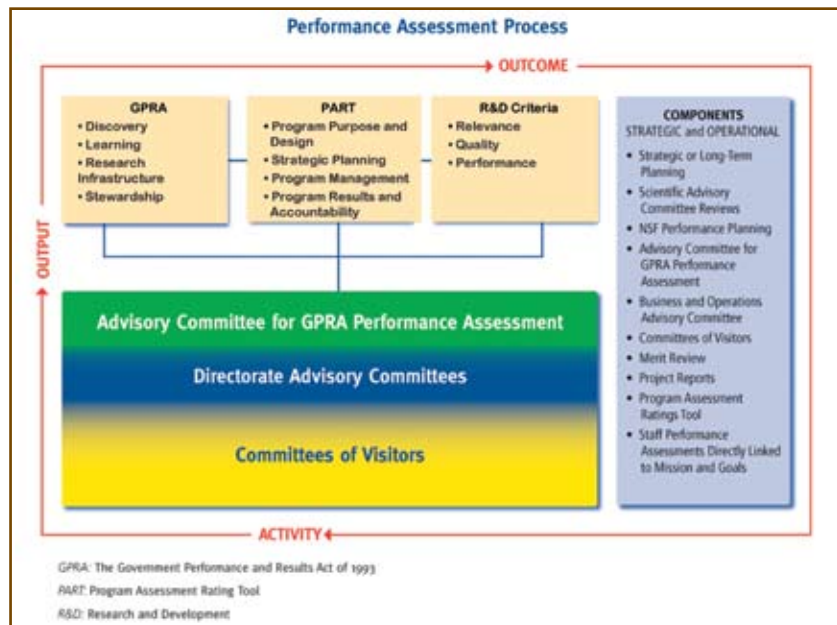 Performance Assessment Process
OUTCOME
GPRA
• Discovery
• Learning
• Research
Infrastructure
• Stewardship
PART
• Program Purpose and
Design
• Strategic Planning
• Program Management
• Program Results and
Accountability
R&D Criteria
• Relevance
• Quality
• Performance
COMPONENTS
STRATEGIC and OPERATIONAL
• Strategic or Long-Term
Planning
• Scientific Advisory
Committee Reviews
• NSF Performance Planning
• Advisory Committee for
GPRA Performance
Assessment
• Business and Operations
Advisory Committee
• Committees of Visitors
• Merit Review
• Project Reports
• Program Assessment
Ratings Tool
• Staff Performance
Assessments Directly Linked
to Mission and Goals
OUTPUT
Advisory Committee for GPRA Performance Assessment
Directorate Advisory Committees
Committees of Visitors
ACTIVITY
GPRA: The Government Performance and Results Act of 1993
PART: Program Assessment Rating Tool
R&D: Research and Development